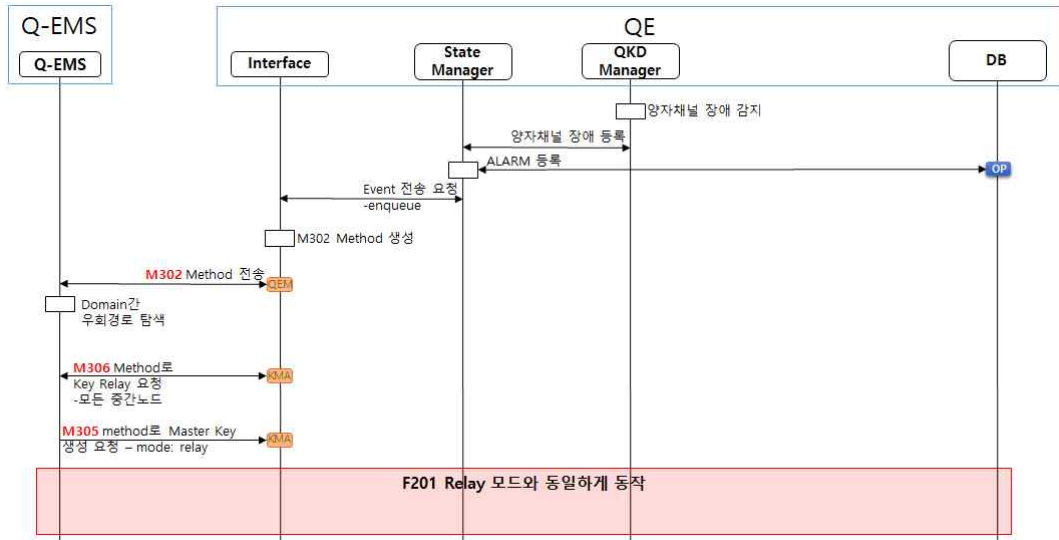 Q-EMS
QE
Q-EMS
Interface
State
Manager
QKD
Manager
DB
양자채널 장애 감지
양자채널 장애 등록
ALARM 등록
OP
Event 전송 요청
-enqueue
M302 Method 생성
M302 Method 전송
QEM
Domain간
우회경로 탐색
M306 Method로
Key Relay 요청
-모든 중간노드
KMA
M305 method로 Master Key
생성 요청 – mode: relay
KMA
F201 Relay 모드와 동일하게 동작